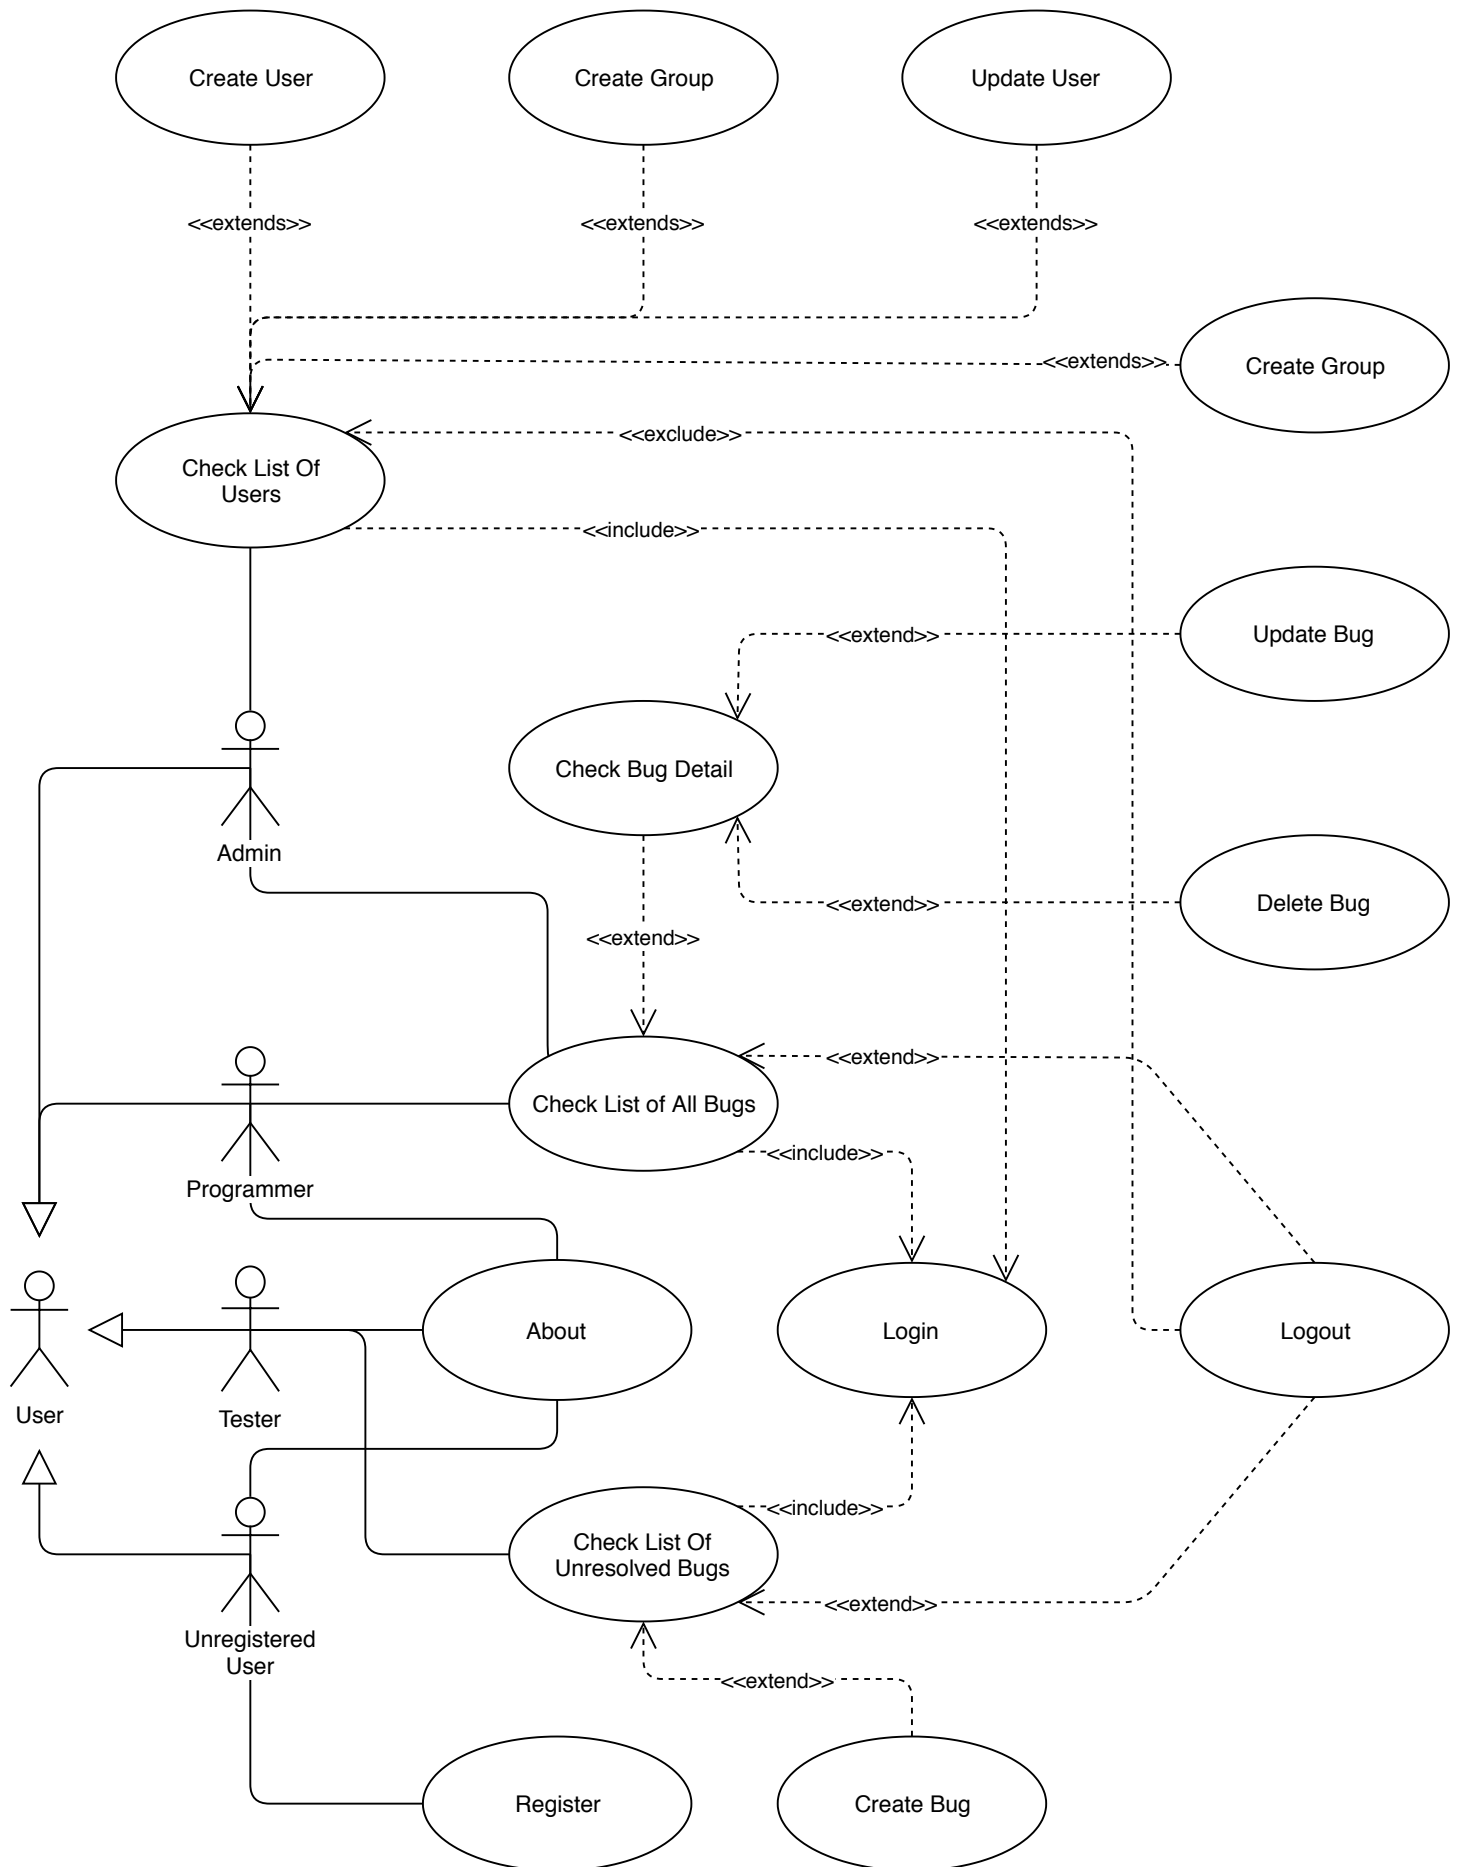 Create User
Create Group
Update User
<<extends>>
<<extends>>
<<extends>>
<<extends>>
Create Group
<<exclude>>
Check List Of
Users
<<include>>
<<extend>>
Update Bug
Check Bug Detail
Admin
<<extend>>
Delete Bug
<<extend>>
<<extend>>
Check List of All Bugs
<<include>>
Programmer
About
Login
Logout
User
Tester
<<include>>
Check List Of
Unresolved Bugs
<<extend>>
Unregistered
User
<<extend>>
Register
Create Bug